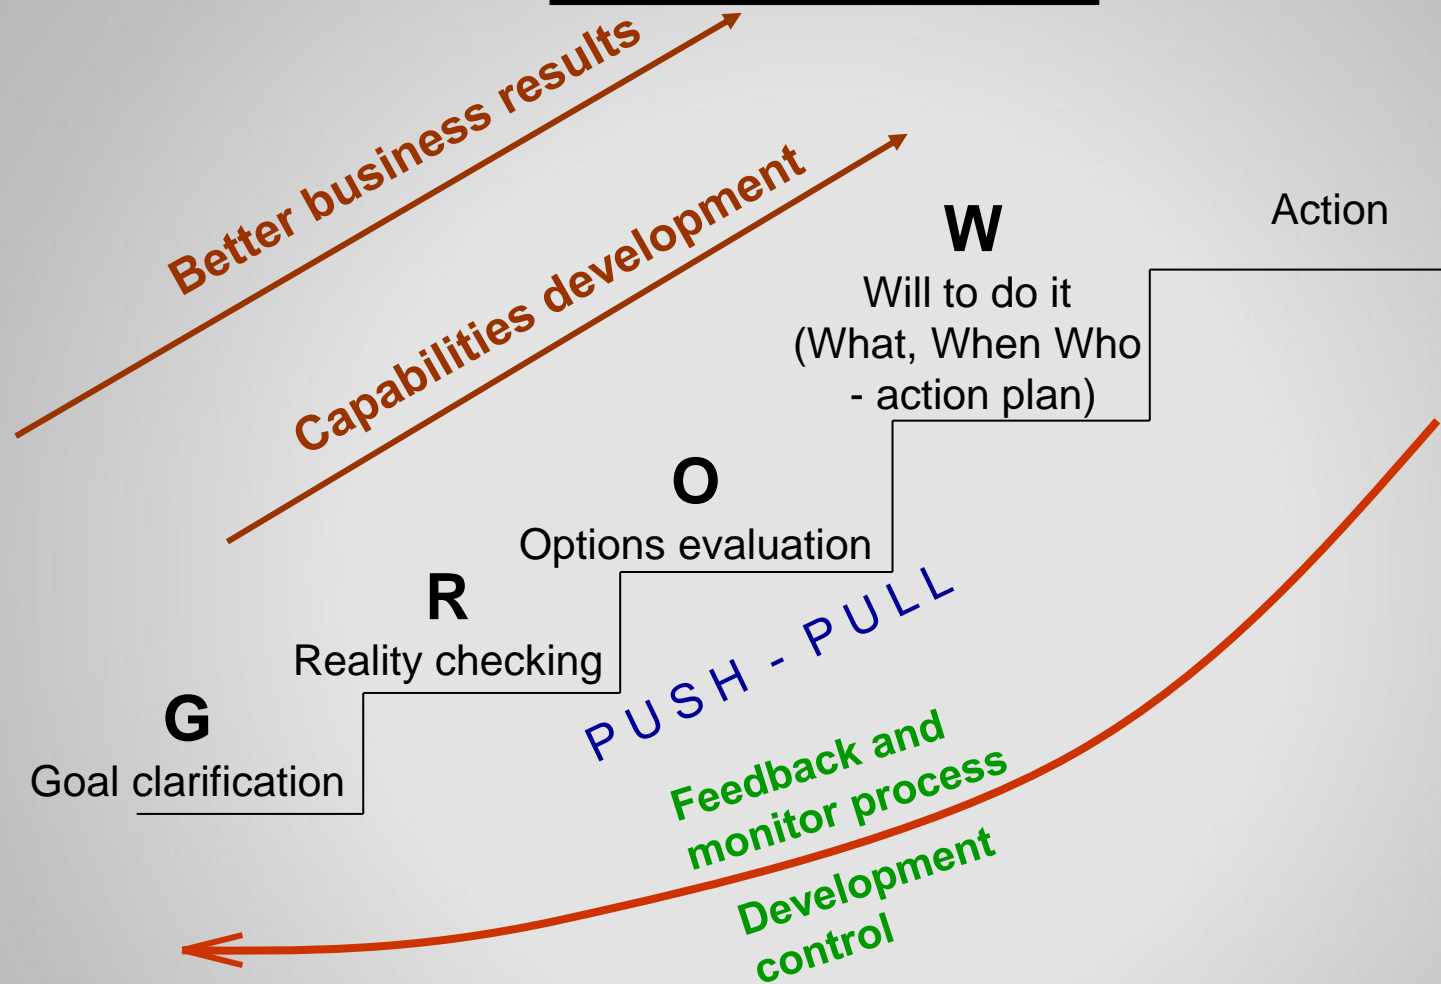 Better business results
Capabilities development
Action
W
Will to do it
(What, When Who
- action plan)
O
Options evaluation
R
Reality checking
G
Goal clarification
PUSH - PULL
Feedback and
monitor process
Development
control